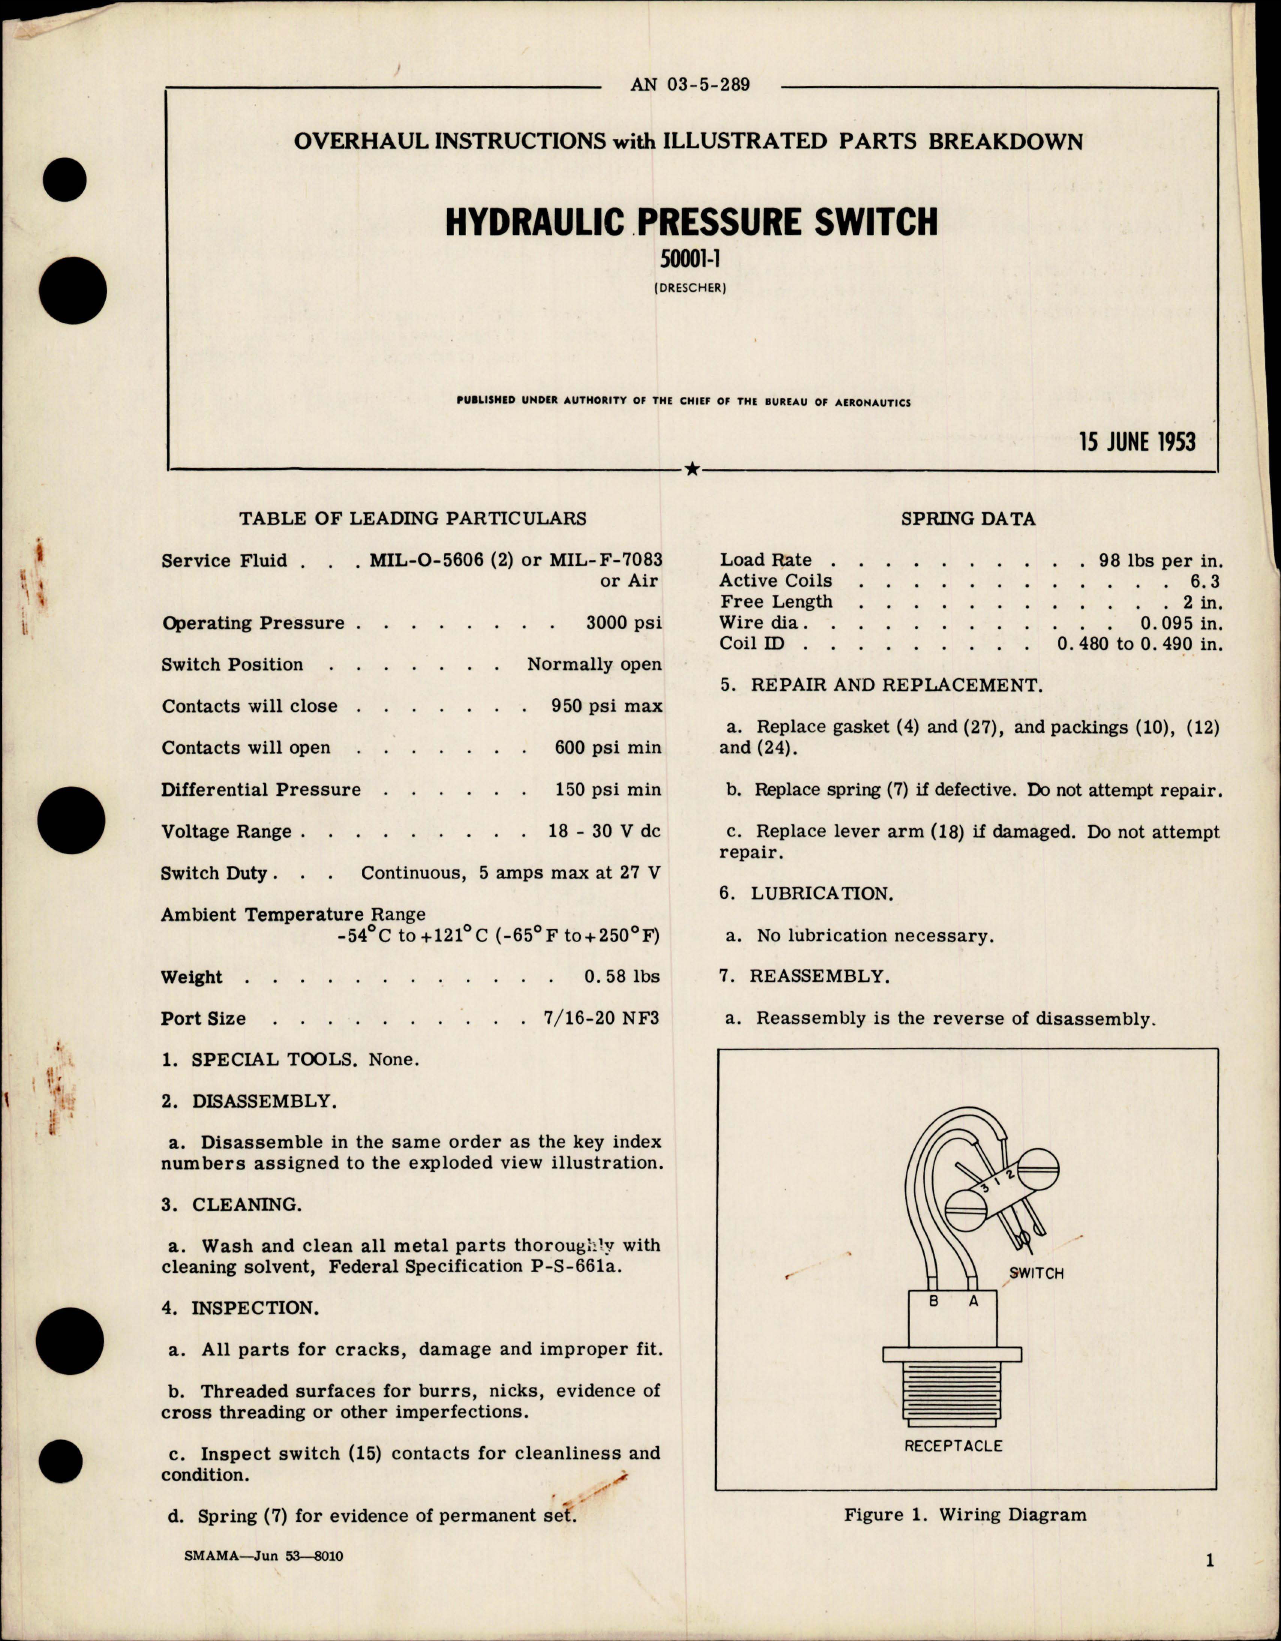 AN 03-5-289
OVERHAUL INSTRUCTIONS with ILLUSTRATED PARTS BREAKDOWN
HYDRAULIC PRESSURE SWITCH
50001-1
(DRESCHER)
PUBLISHED UNDER AUTHORITY OF THE CHIEF OF THE BUREAU OF AERONAUTICS
15 JUNE 1953
TABLE OF LEADING PARTICULARS
Service Fluid . . . MIL-O-5606 (2) or MIL-F-7083
or Air
Operating Pressure . . . . . . . . 3000 psi
Switch Position . . . . . . . Normally open
Contacts will close . . . . . . . 950 psi max
Contacts will open . . . . . . . 600 psi min
Differential Pressure . . . . . . 150 psi min
Voltage Range . . . . . . . . . 18 - 30 V dc
Switch Duty . . . Continuous, 5 amps max at 27 V
Ambient Temperature Range
-54°C to +121°C (-65°F to +250°F)
Weight . . . . . . . . . . . . 0.58 lbs
Port Size . . . . . . . . . . 7/16-20 NF3
1. SPECIAL TOOLS. None.
2. DISASSEMBLY.
a. Disassemble in the same order as the key index
numbers assigned to the exploded view illustration.
3. CLEANING.
a. Wash and clean all metal parts thoroughly with
cleaning solvent, Federal Specification P-S-661a.
4. INSPECTION.
a. All parts for cracks, damage and improper fit.
b. Threaded surfaces for burrs, nicks, evidence of
cross threading or other imperfections.
c. Inspect switch (15) contacts for cleanliness and
condition.
d. Spring (7) for evidence of permanent set.
SPRING DATA
Load Rate . . . . . . . . . . 98 lbs per in.
Active Coils . . . . . . . . . . . . . 6.3
Free Length . . . . . . . . . . . . 2 in.
Wire dia. . . . . . . . . . . . 0.095 in.
Coil ID . . . . . . . . . 0.480 to 0.490 in.
5. REPAIR AND REPLACEMENT.
a. Replace gasket (4) and (27), and packings (10), (12)
and (24).
b. Replace spring (7) if defective. Do not attempt repair.
c. Replace lever arm (18) if damaged. Do not attempt
repair.
6. LUBRICATION.
a. No lubrication necessary.
7. REASSEMBLY.
a. Reassembly is the reverse of disassembly.
3 1 2
SWITCH
B A
RECEPTACLE
Figure 1. Wiring Diagram
SMAMA—Jun 53—8010
1